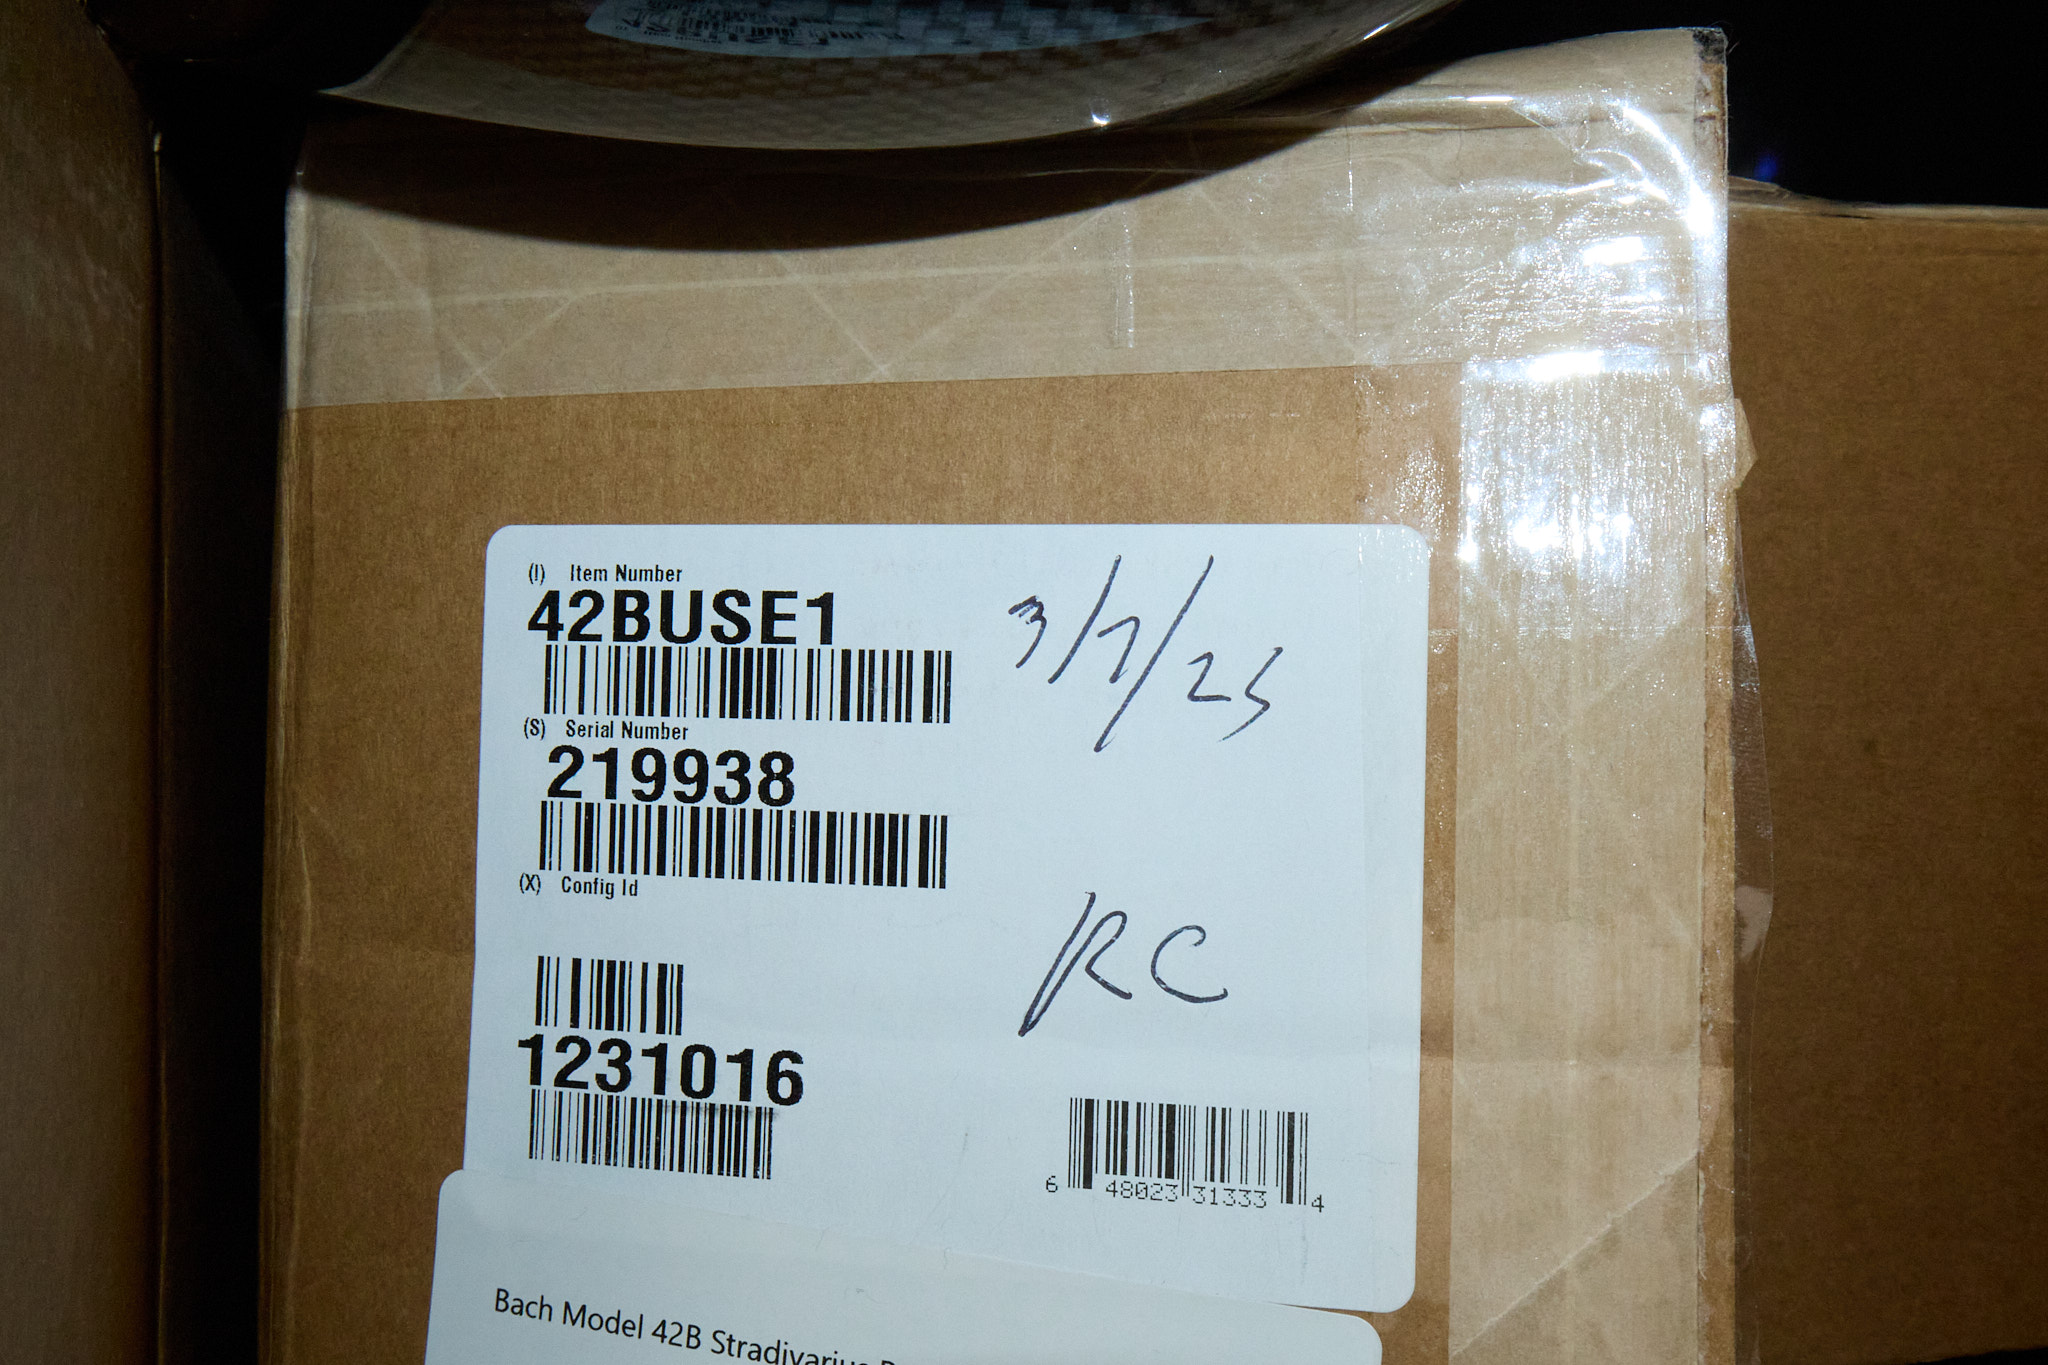 (I) Item Number
42BUSE1
3/7/25
(S) Serial Number
219938
(X) Config Id
RC
1231016
6 48023 31333 4
Bach Model 42B Stradivarius